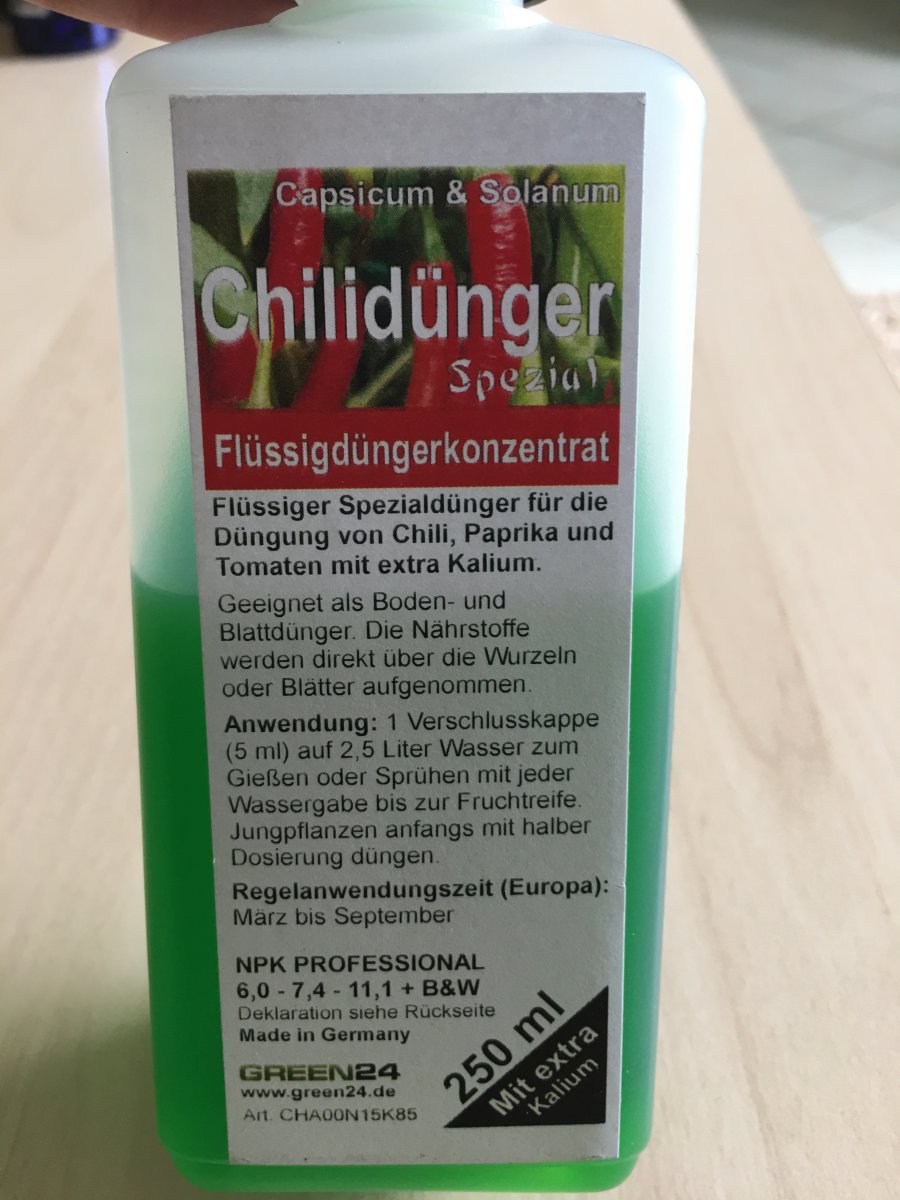 Capsicum & Solanum
Chilidünger
Spezial
Flüssigdüngerkonzentrat
Flüssiger Spezialdünger für die
Düngung von Chili, Paprika und
Tomaten mit extra Kalium.
Geeignet als Boden- und
Blattdünger. Die Nährstoffe
werden direkt über die Wurzeln
oder Blätter aufgenommen.
Anwendung: 1 Verschlusskappe
(5 ml) auf 2,5 Liter Wasser zum
Gießen oder Sprühen mit jeder
Wassergabe bis zur Fruchtreife.
Jungpflanzen anfangs mit halber
Dosierung düngen.
Regelanwendungszeit (Europa):
März bis September
NPK PROFESSIONAL
6,0 - 7,4 - 11,1 + B&W
Deklaration siehe Rückseite
Made in Germany
GREEN24
www.green24.de
Art. CHA00N15K85
250 ml
Mit extra
Kalium